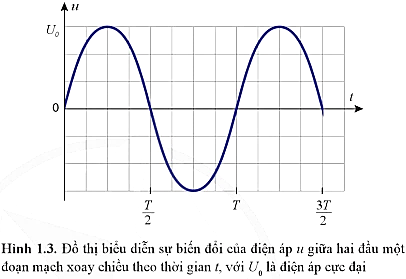 u
U₀
t
0
T/2
T
3T/2
Hình 1.3. Đồ thị biểu diễn sự biến đổi của điện áp u giữa hai đầu một
đoạn mạch xoay chiều theo thời gian t, với U₀ là điện áp cực đại